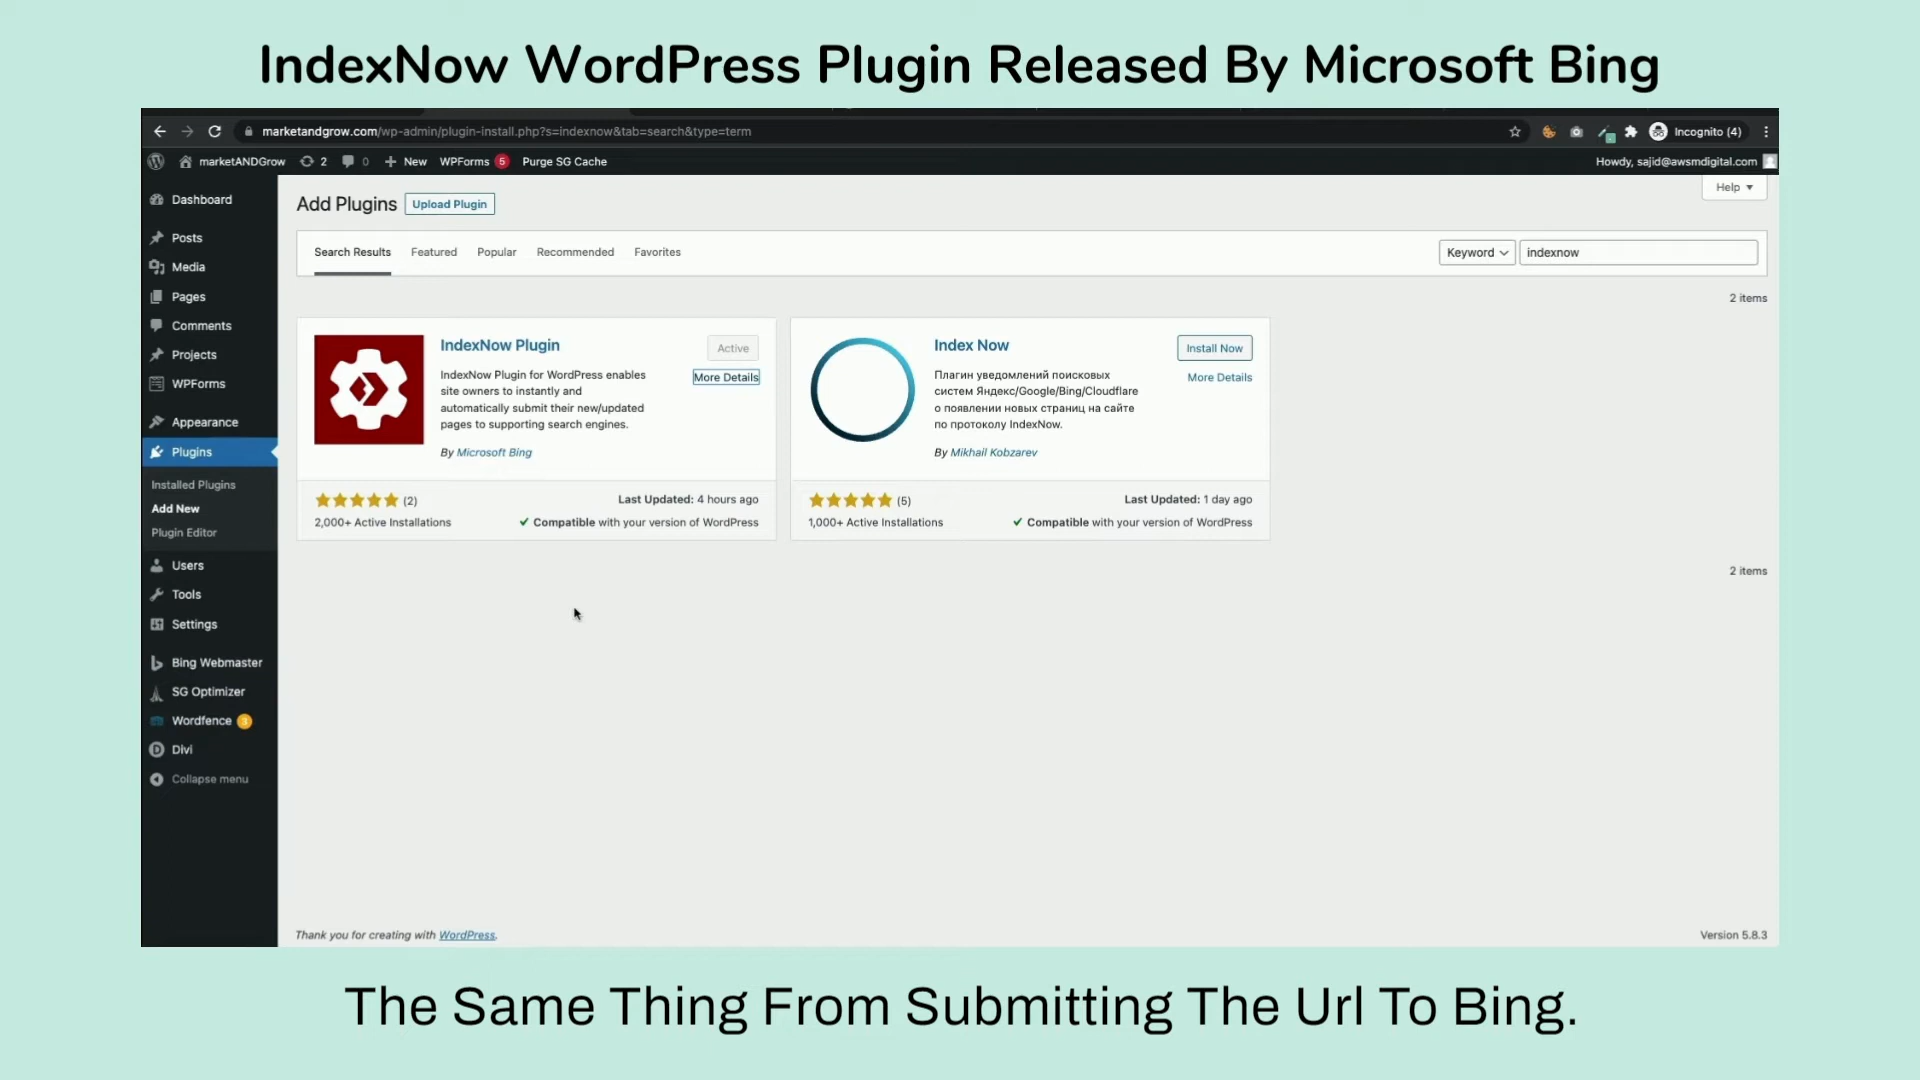 IndexNow WordPress Plugin Released By Microsoft Bing
marketandgrow.com/wp-admin/plugin-install.php?s=indexnow&tab=search&type=term
Incognito (4)
marketANDGrow
2
0
New
WPForms 5
Purge SG Cache
Howdy, sajid@awsmdigital.com
Dashboard
Posts
Media
Pages
Comments
Projects
WPForms
Appearance
Plugins
Installed Plugins
Add New
Plugin Editor
Users
Tools
Settings
Bing Webmaster
SG Optimizer
Wordfence 3
Divi
Collapse menu
Help
Add Plugins
Upload Plugin
Search Results
Featured
Popular
Recommended
Favorites
Keyword
indexnow
2 items
IndexNow Plugin
Active
More Details
IndexNow Plugin for WordPress enables
site owners to instantly and
automatically submit their new/updated
pages to supporting search engines.
By Microsoft Bing
(2)
Last Updated: 4 hours ago
2,000+ Active Installations
Compatible with your version of WordPress
Index Now
Install Now
More Details
Плагин уведомлений поисковых
систем Яндекс/Google/Bing/Cloudflare
о появлении новых страниц на сайте
по протоколу IndexNow.
By Mikhail Kobzarev
(5)
Last Updated: 1 day ago
1,000+ Active Installations
Compatible with your version of WordPress
2 items
Thank you for creating with WordPress.
Version 5.8.3
The Same Thing From Submitting The Url To Bing.